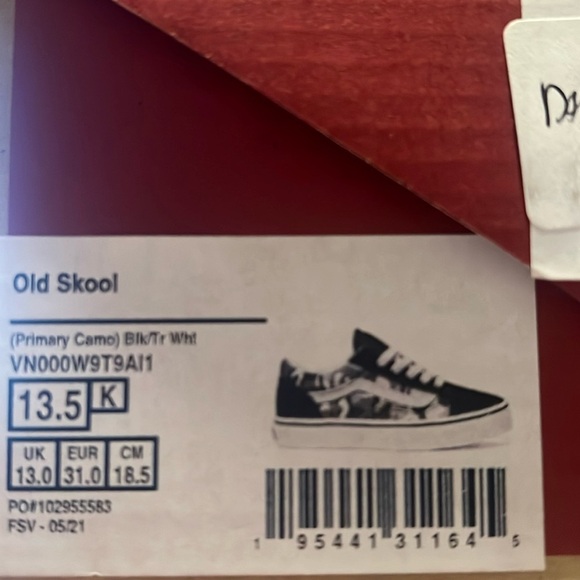 Old Skool
(Primary Camo) Blk/Tr Wht
VN000W9T9AI1
13.5 K
UK EUR CM
13.0 31.0 18.5
PO#102955583
FSV - 05/21
1 95441 31164 5